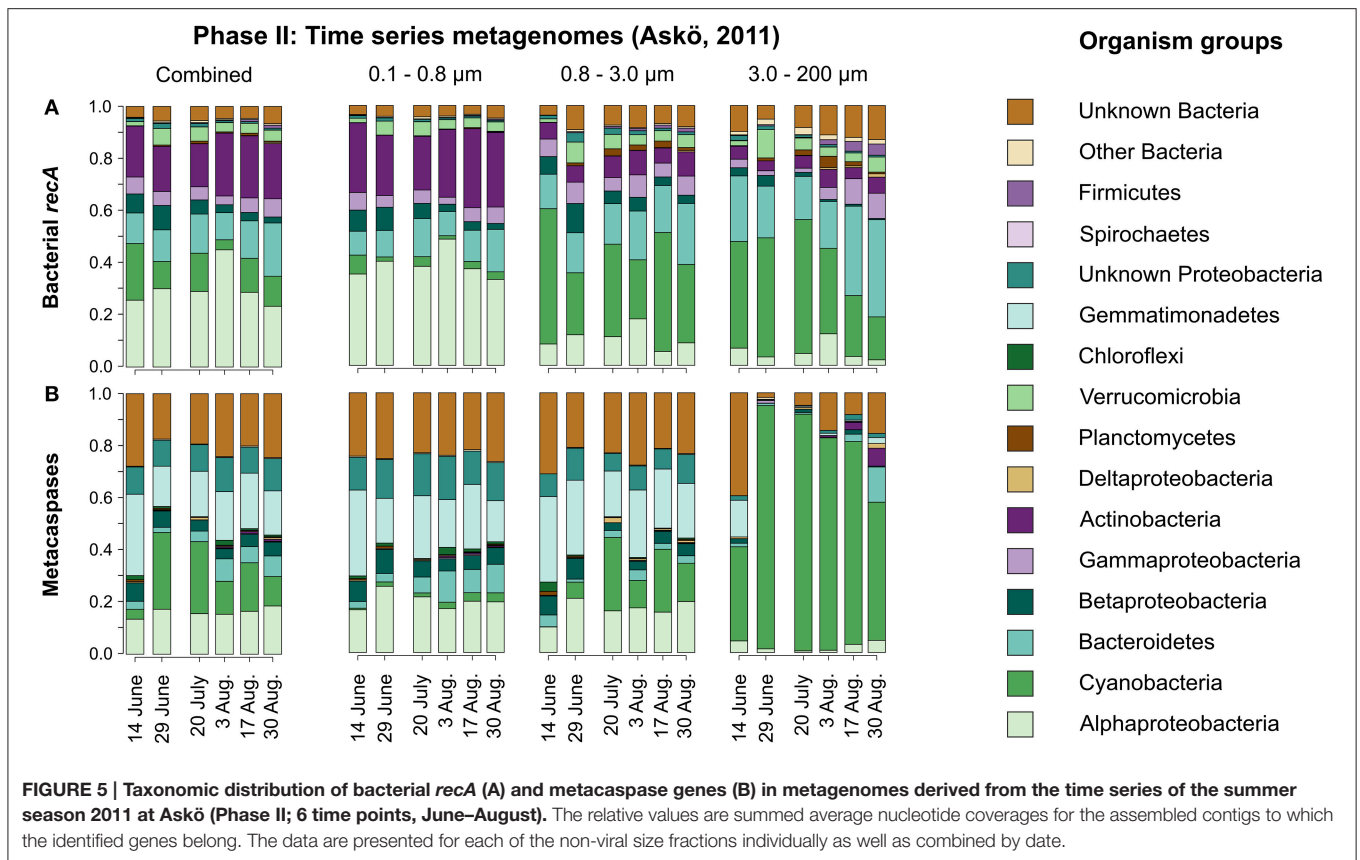 Phase II: Time series metagenomes (Askö, 2011)
Combined
0.1 - 0.8 µm
0.8 - 3.0 µm
3.0 - 200 µm
A
Bacterial recA
1.0
0.8
0.6
0.4
0.2
0.0
B
Metacaspases
1.0
0.8
0.6
0.4
0.2
0.0
14 June
29 June
20 July
3 Aug.
17 Aug.
30 Aug.
14 June
29 June
20 July
3 Aug.
17 Aug.
30 Aug.
14 June
29 June
20 July
3 Aug.
17 Aug.
30 Aug.
14 June
29 June
20 July
3 Aug.
17 Aug.
30 Aug.
Organism groups
Unknown Bacteria
Other Bacteria
Firmicutes
Spirochaetes
Unknown Proteobacteria
Gemmatimonadetes
Chloroflexi
Verrucomicrobia
Planctomycetes
Deltaproteobacteria
Actinobacteria
Gammaproteobacteria
Betaproteobacteria
Bacteroidetes
Cyanobacteria
Alphaproteobacteria
FIGURE 5 | Taxonomic distribution of bacterial recA (A) and metacaspase genes (B) in metagenomes derived from the time series of the summer
season 2011 at Askö (Phase II; 6 time points, June–August). The relative values are summed average nucleotide coverages for the assembled contigs to which
the identified genes belong. The data are presented for each of the non-viral size fractions individually as well as combined by date.